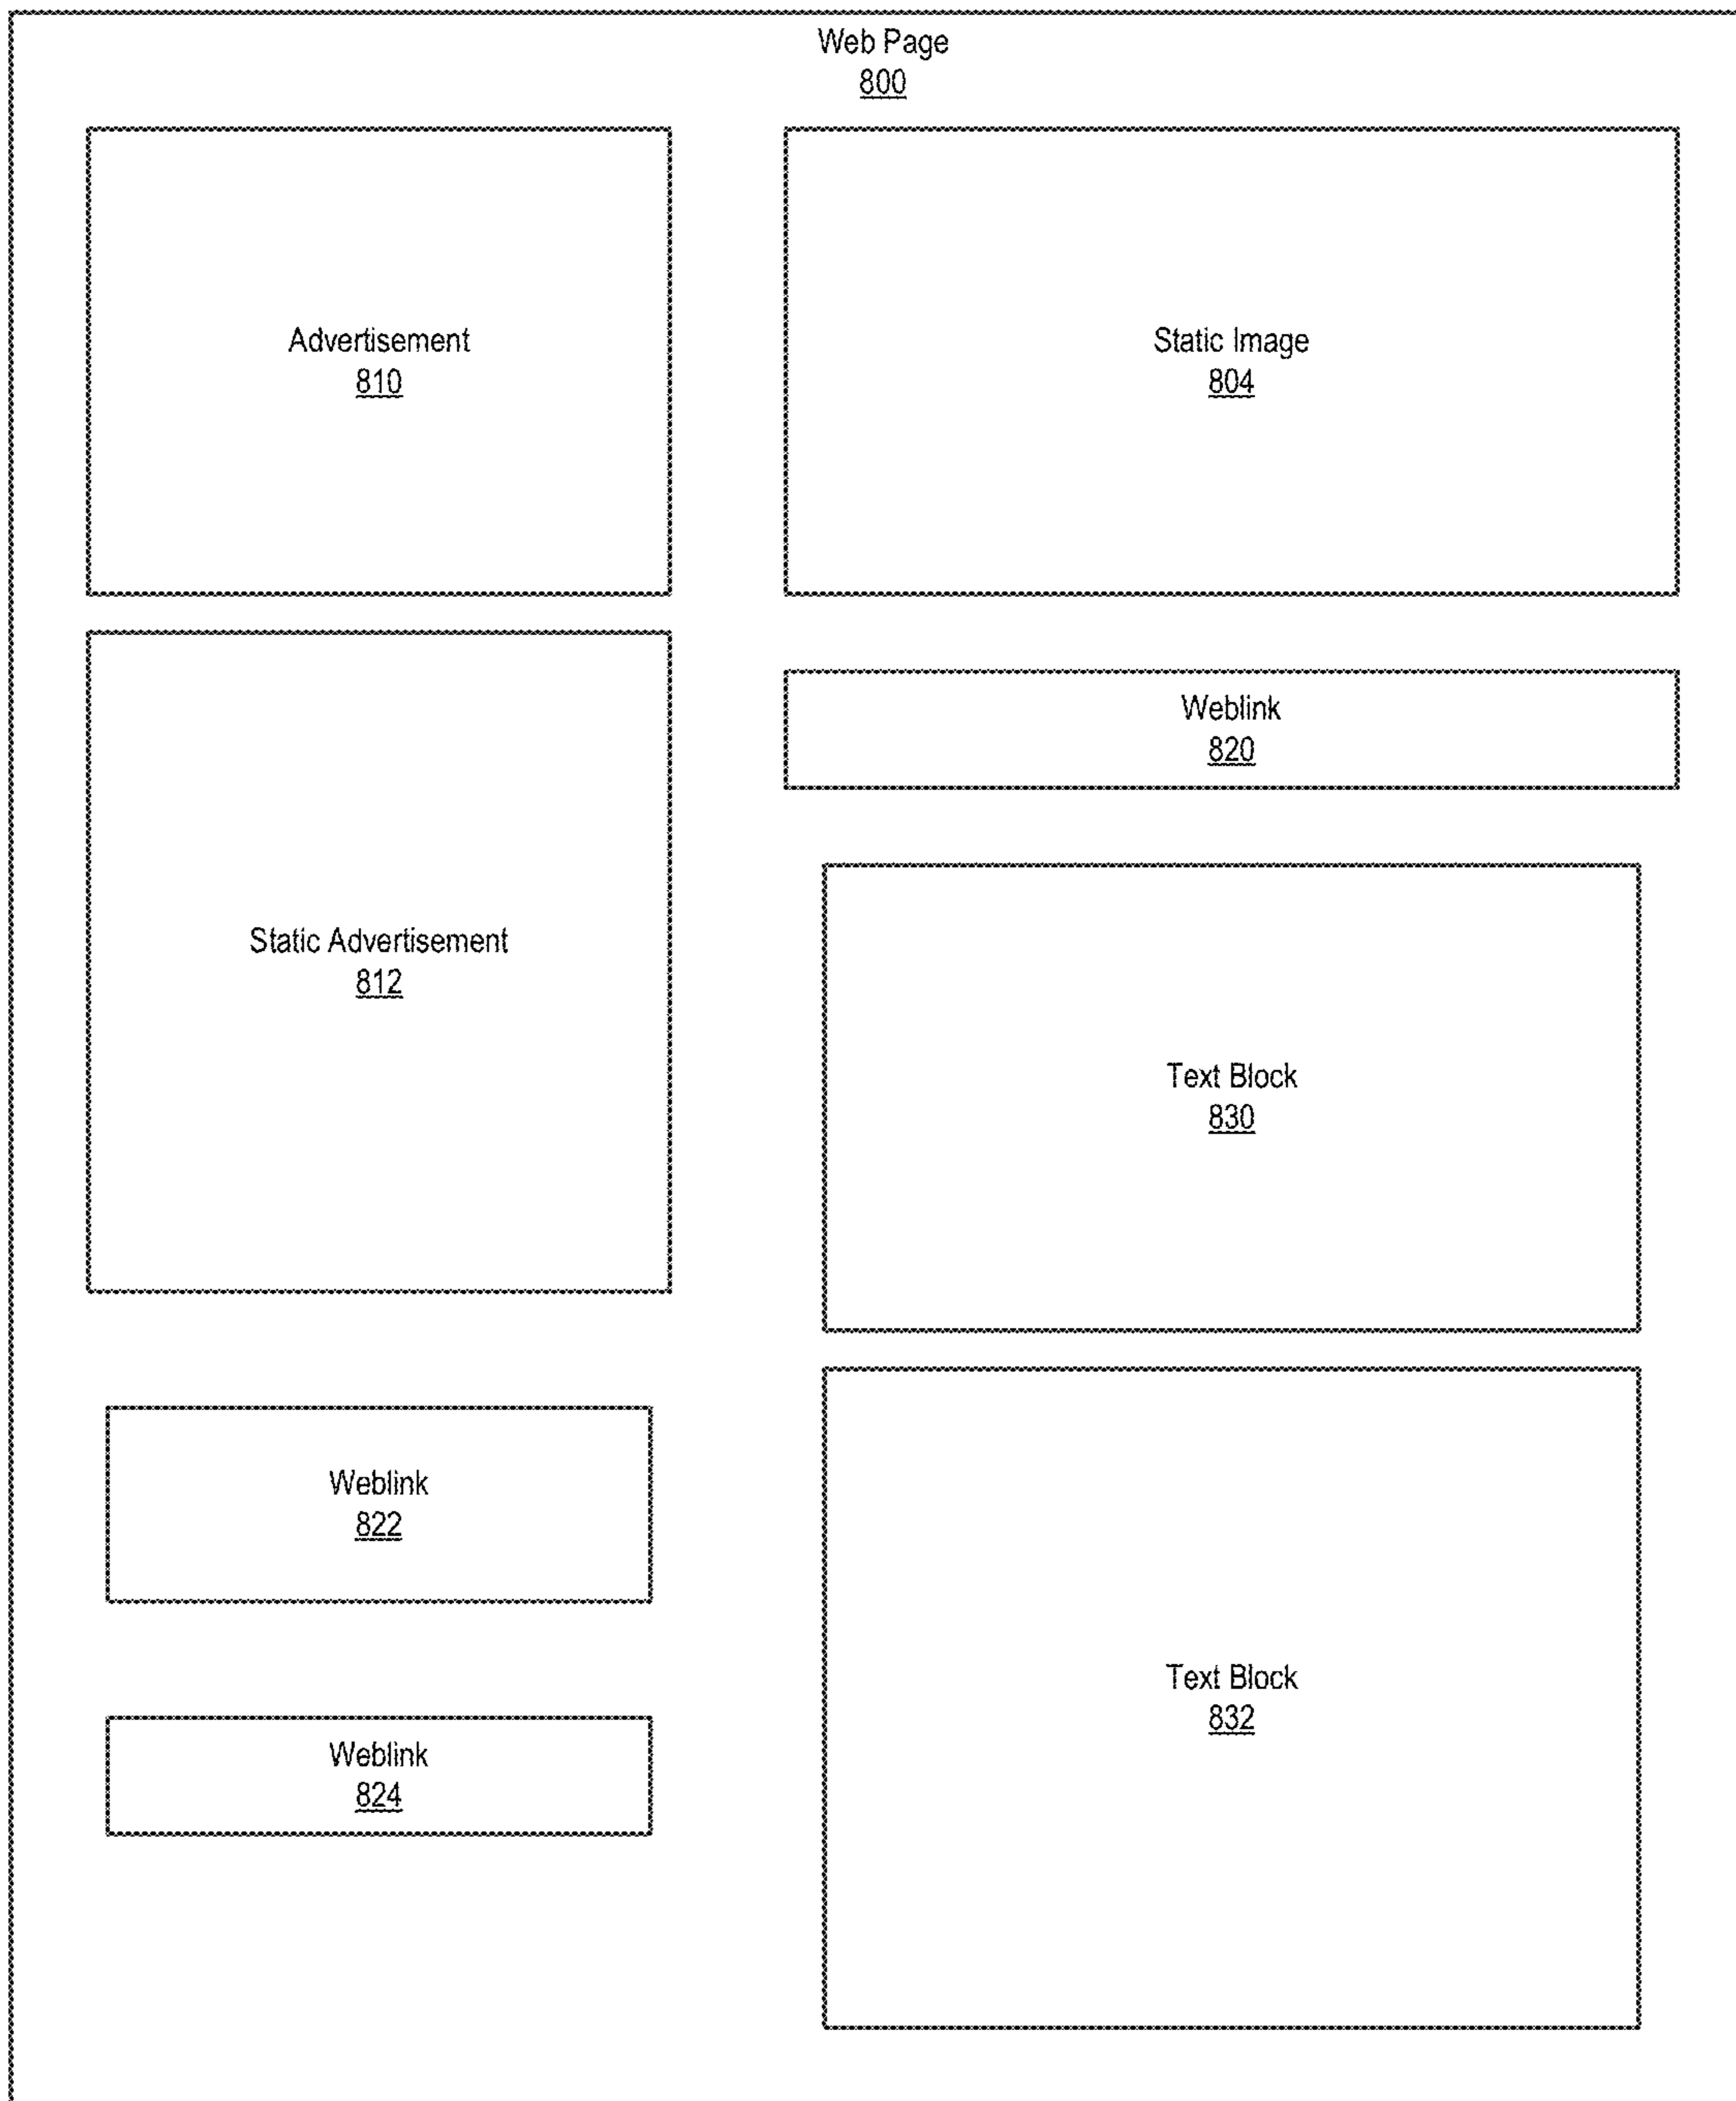 Web Page
800
Advertisement
810
Static Image
804
Weblink
820
Static Advertisement
812
Text Block
830
Weblink
822
Text Block
832
Weblink
824